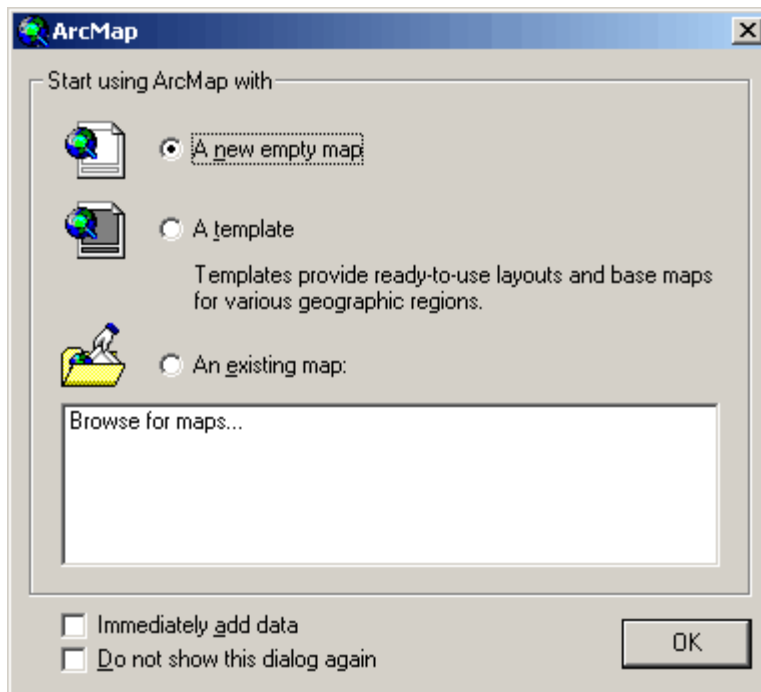 ArcMap
Start using ArcMap with
A new empty map
A template
Templates provide ready-to-use layouts and base maps
for various geographic regions.
An existing map:
Browse for maps...
Immediately add data
Do not show this dialog again
OK